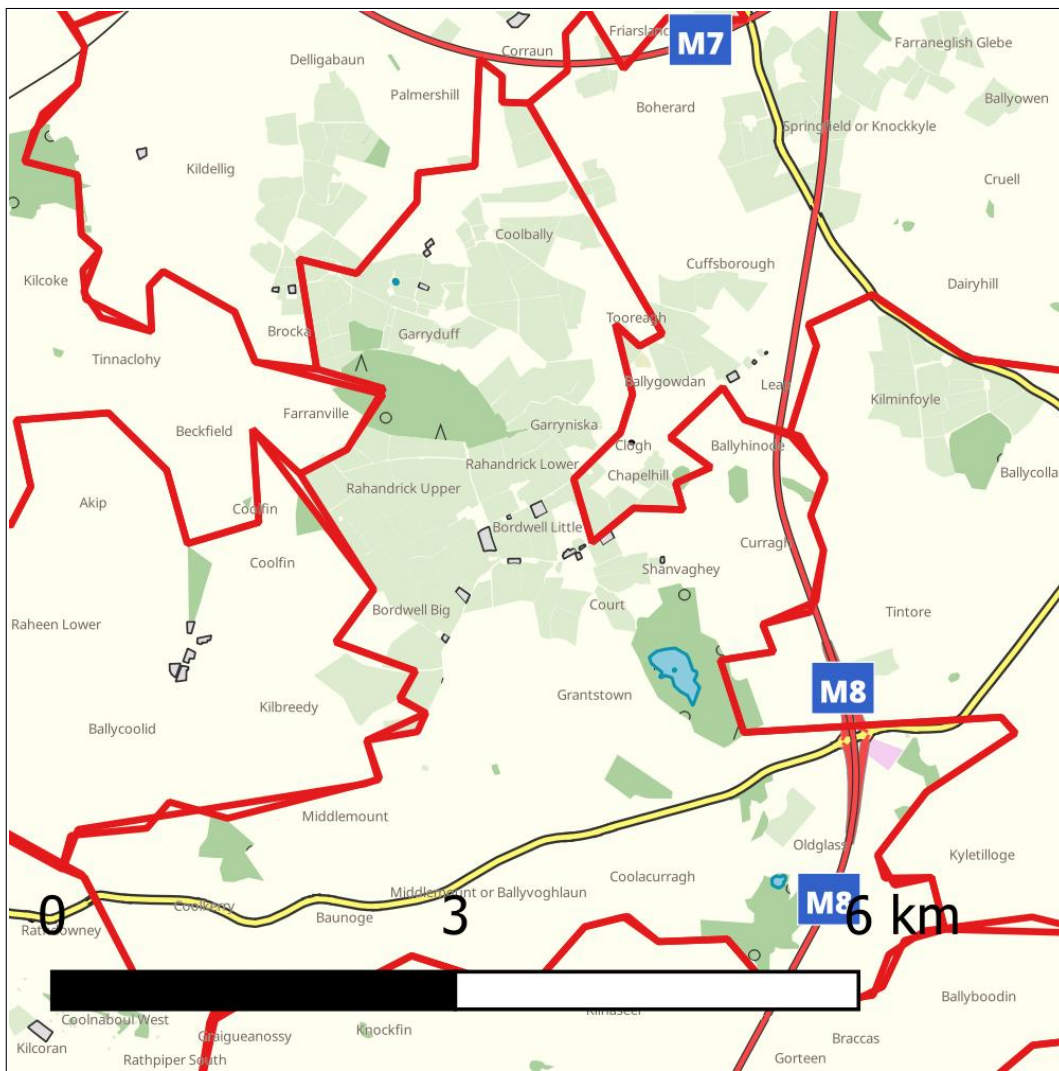 Friarsland
M7
Farraneglish Glebe
Corraun
Delligabaun
Palmershill
Boherard
Ballyowen
Springfield or Knockkyle
Kildellig
Cruell
Coolbally
Cuffsborough
Kilcoke
Dairyhill
Tooreagh
Brocka
Garryduff
Tinnaclohy
Ballygowdan
Leap
Kilminfoyle
Farranville
Garryniska
Beckfield
Clogh
Ballyhinode
Rahandrick Lower
Chapelhill
Ballycolla
Rahandrick Upper
Akip
Coolfin
Bordwell Little
Curragh
Coolfin
Shanvaghey
Court
Bordwell Big
Tintore
Raheen Lower
M8
Grantstown
Kilbreedy
Ballycoolid
Middlemount
Oldglass
Kyletilloge
Coolacurragh
Middlemount or Ballyvoghlaun
M8
Coolkerry
Baunoge
0 3 6 km
Rathdowney
Ballyboodin
Kilnaseer
Coolnaboul West
Knockfin
Graigueanossy
Braccas
Kilcoran
Rathpiper South
Gorteen